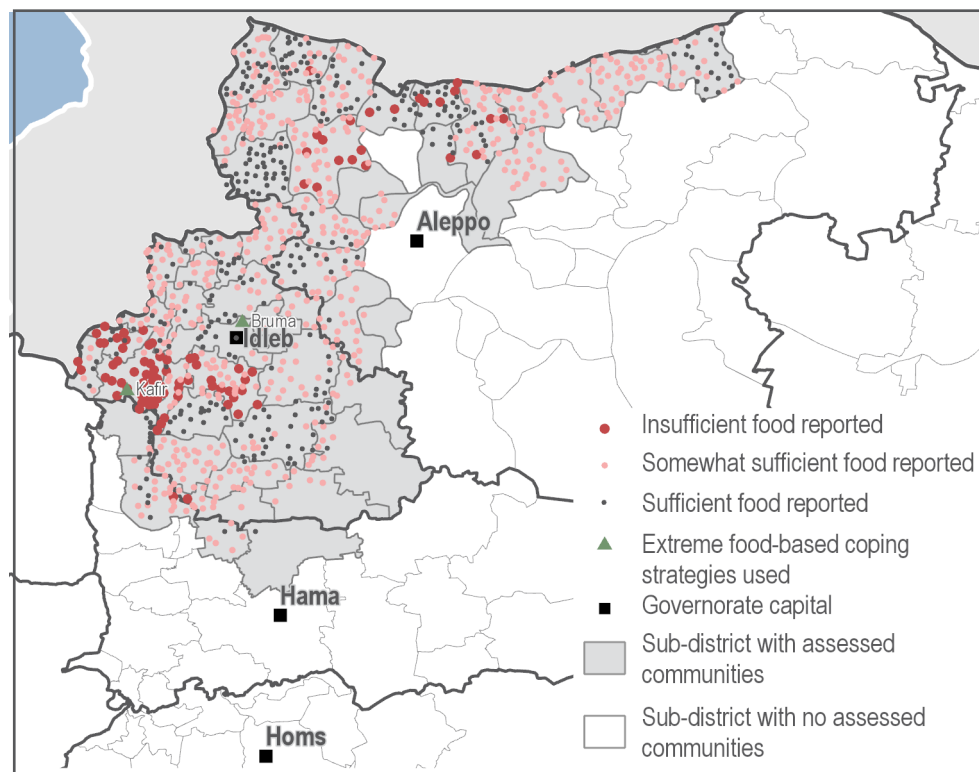 Aleppo
Bruma
Idleb
Kafir
Insufficient food reported
Somewhat sufficient food reported
Sufficient food reported
Extreme food-based coping
strategies used
Governorate capital
Hama
Sub-district with assessed
communities
Sub-district with no assessed
communities
Homs